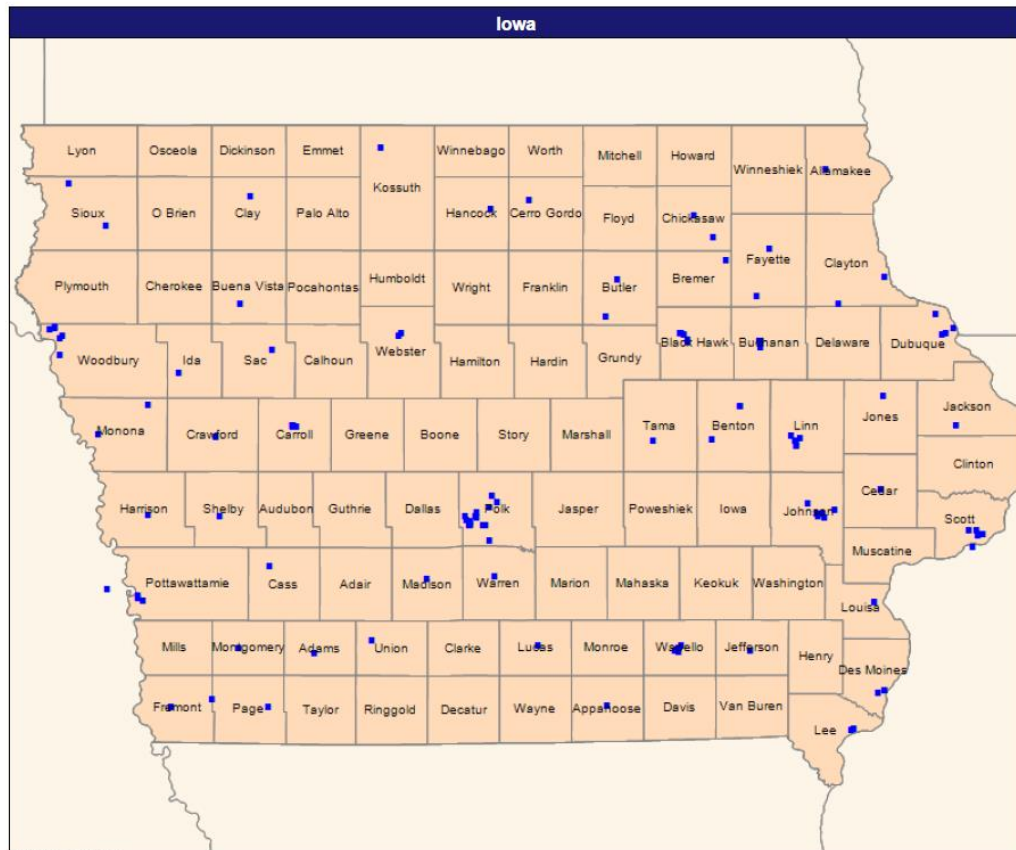 Iowa
Lyon Osceola Dickinson Emmet Winnebago Worth Mitchell Howard Winneshiek Allamakee
Kossuth
Sioux O Brien Clay Palo Alto Hancock Cerro Gordo Floyd Chickasaw
Plymouth Cherokee Buena Vista Pocahontas Humboldt Wright Franklin Butler Bremer Fayette Clayton
Woodbury Ida Sac Calhoun Webster Hamilton Hardin Grundy Black Hawk Buchanan Delaware Dubuque
Monona Crawford Carroll Greene Boone Story Marshall Tama Benton Linn Jones Jackson
Clinton
Harrison Shelby Audubon Guthrie Dallas Polk Jasper Poweshiek Iowa Johnson Cedar Scott
Muscatine
Pottawattamie Cass Adair Madison Warren Marion Mahaska Keokuk Washington Louisa
Mills Montgomery Adams Union Clarke Lucas Monroe Wapello Jefferson Henry Des Moines
Fremont Page Taylor Ringgold Decatur Wayne Appanoose Davis Van Buren Lee